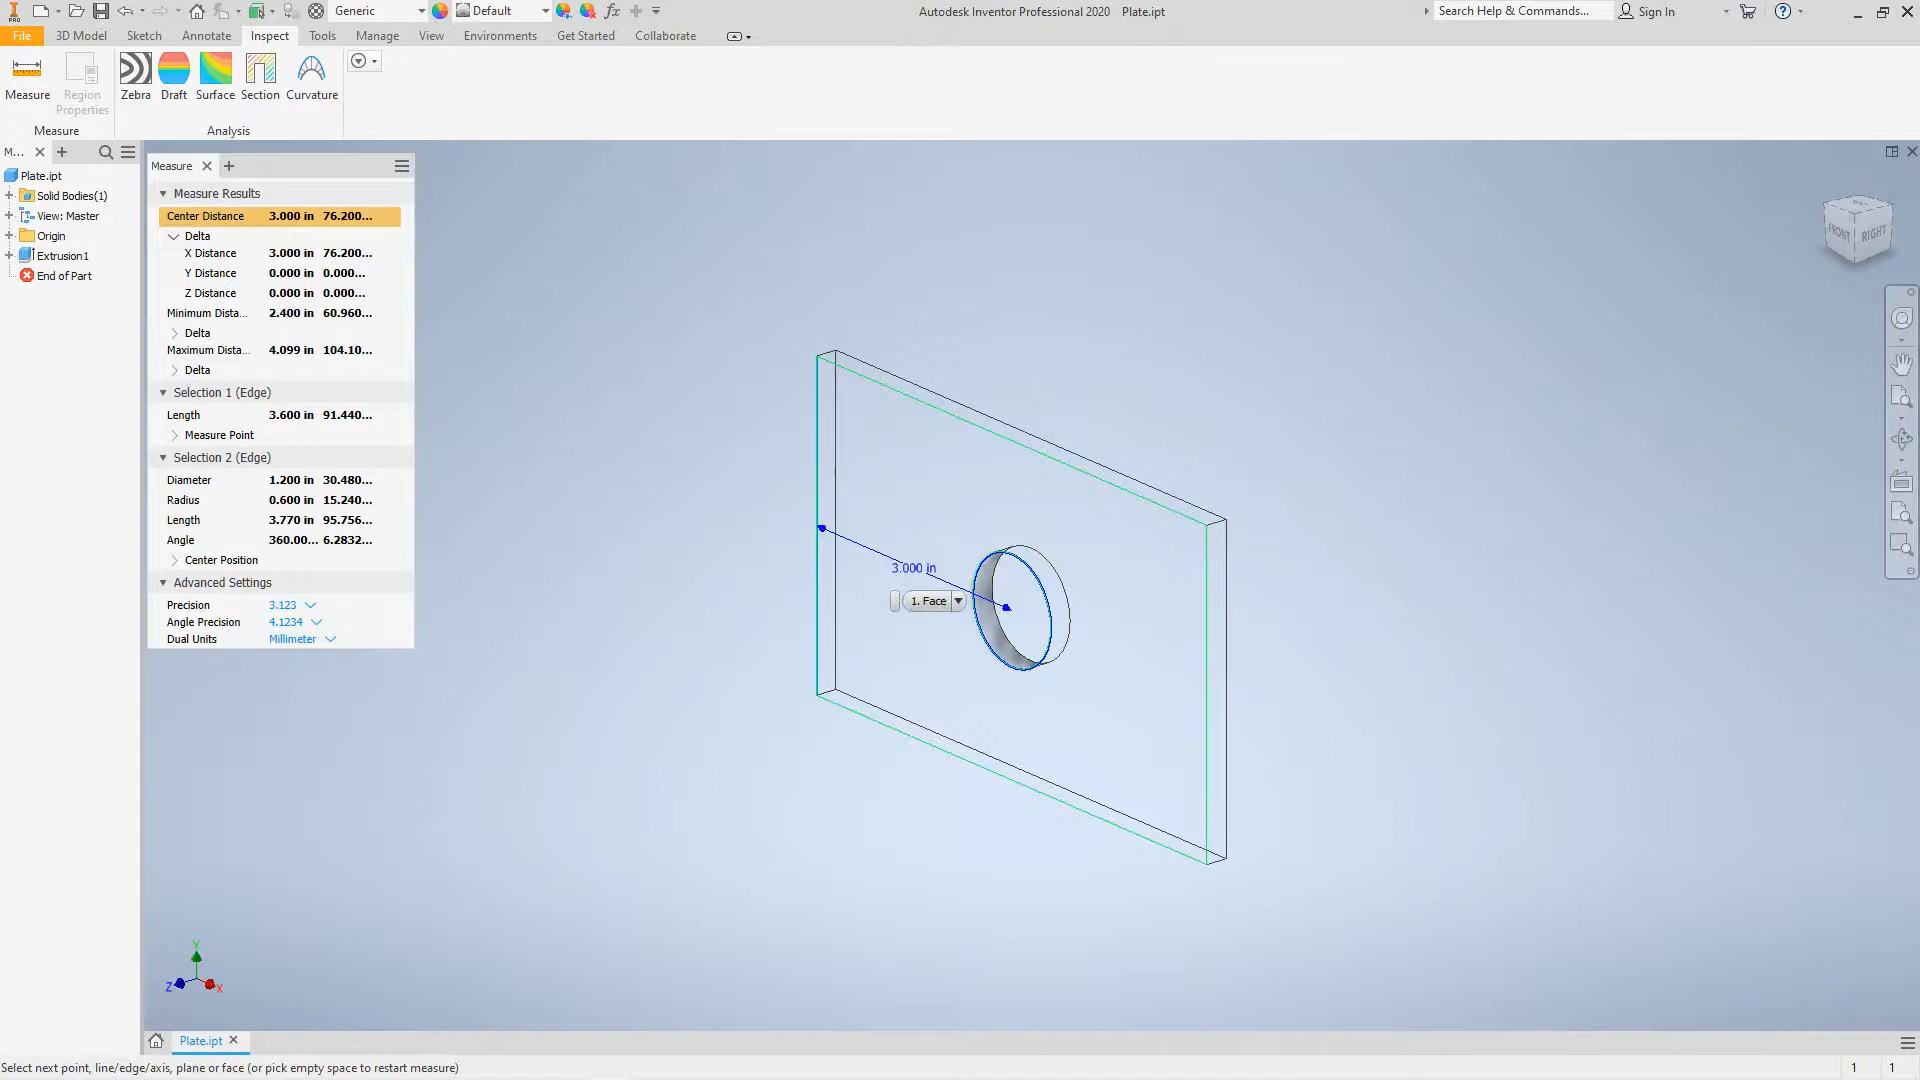 Generic
Default
Autodesk Inventor Professional 2020 Plate.ipt
Search Help & Commands...
Sign In
File 3D Model Sketch Annotate Inspect Tools Manage View Environments Get Started Collaborate
Measure
Region Properties
Zebra
Draft
Surface
Section
Curvature
Measure
Analysis
M...
Plate.ipt
Solid Bodies(1)
View: Master
Origin
Extrusion1
End of Part
Measure
Measure Results
Center Distance 3.000 in 76.200...
Delta
X Distance 3.000 in 76.200...
Y Distance 0.000 in 0.000...
Z Distance 0.000 in 0.000...
Minimum Dista... 2.400 in 60.960...
Delta
Maximum Dista... 4.099 in 104.10...
Delta
Selection 1 (Edge)
Length 3.600 in 91.440...
Measure Point
Selection 2 (Edge)
Diameter 1.200 in 30.480...
Radius 0.600 in 15.240...
Length 3.770 in 95.756...
Angle 360.00... 6.2832...
Center Position
Advanced Settings
Precision 3.123
Angle Precision 4.1234
Dual Units Millimeter
FRONT
RIGHT
3.000 in
1. Face
Y
Z
X
Plate.ipt
Select next point, line/edge/axis, plane or face (or pick empty space to restart measure)
1 1